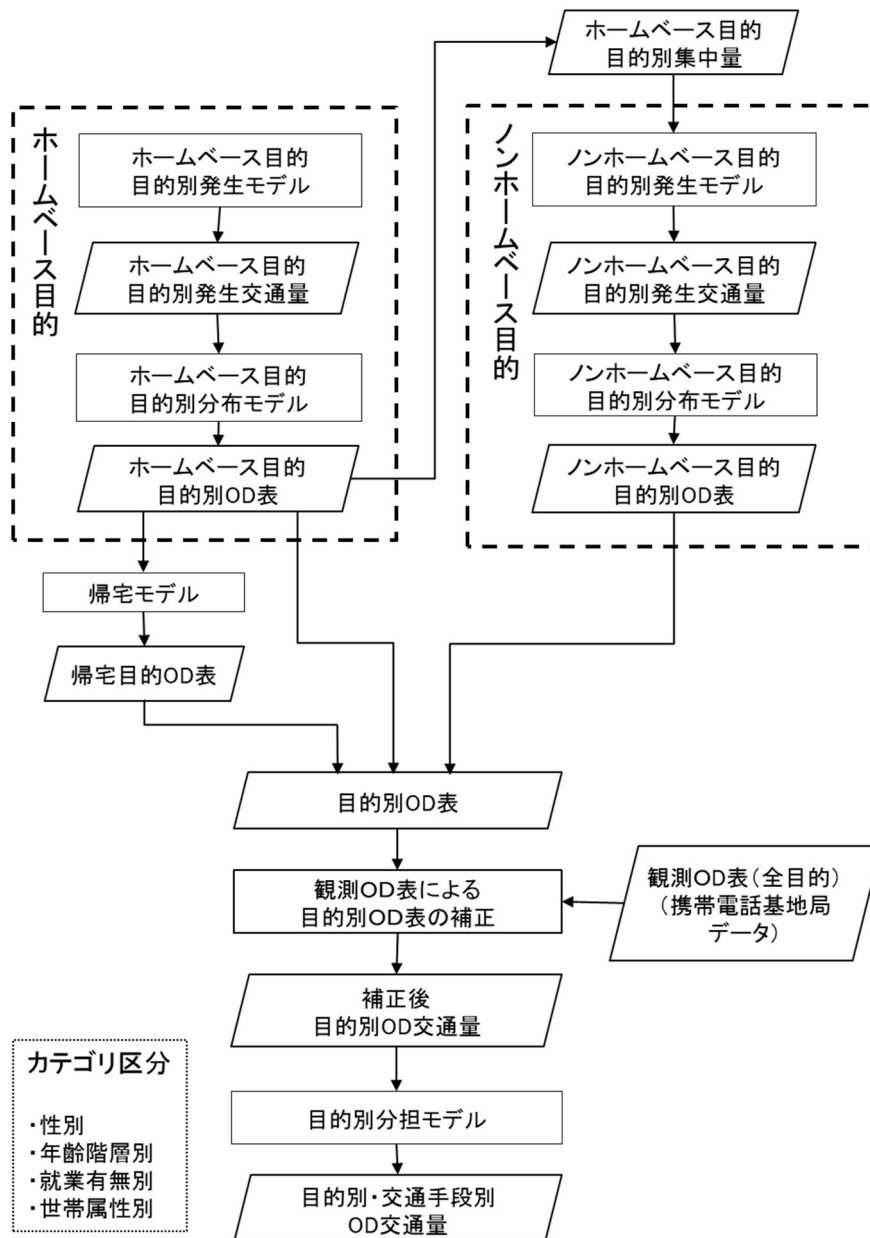 ホームベース目的
目的別集中量
ホームベース目的
ホームベース目的
目的別発生モデル
ホームベース目的
目的別発生交通量
ホームベース目的
目的別分布モデル
ホームベース目的
目的別OD表
ノンホームベース目的
ノンホームベース目的
目的別発生モデル
ノンホームベース目的
目的別発生交通量
ノンホームベース目的
目的別分布モデル
ノンホームベース目的
目的別OD表
帰宅モデル
帰宅目的OD表
目的別OD表
観測OD表による
目的別OD表の補正
観測OD表(全目的)
(携帯電話基地局
データ)
補正後
目的別OD交通量
目的別分担モデル
目的別・交通手段別
OD交通量
カテゴリ区分
・性別
・年齢階層別
・就業有無別
・世帯属性別